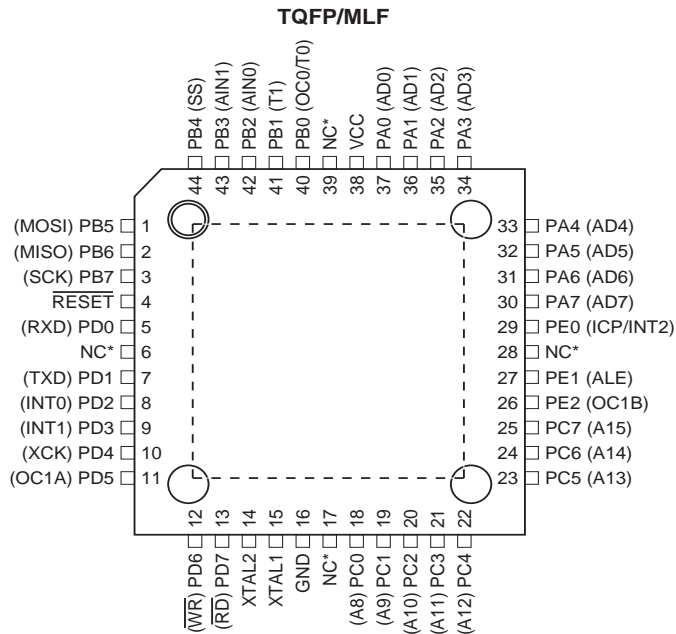 TQFP/MLF
PB4 (SS)
PB3 (AIN1)
PB2 (AIN0)
PB1 (T1)
PB0 (OC0/T0)
NC*
VCC
PA0 (AD0)
PA1 (AD1)
PA2 (AD2)
PA3 (AD3)
44
43
42
41
40
39
38
37
36
35
34
(MOSI) PB5 1
(MISO) PB6 2
(SCK) PB7 3
RESET 4
(RXD) PD0 5
NC* 6
(TXD) PD1 7
(INT0) PD2 8
(INT1) PD3 9
(XCK) PD4 10
(OC1A) PD5 11
33 PA4 (AD4)
32 PA5 (AD5)
31 PA6 (AD6)
30 PA7 (AD7)
29 PE0 (ICP/INT2)
28 NC*
27 PE1 (ALE)
26 PE2 (OC1B)
25 PC7 (A15)
24 PC6 (A14)
23 PC5 (A13)
12
13
14
15
16
17
18
19
20
21
22
(WR) PD6
(RD) PD7
XTAL2
XTAL1
GND
NC*
(A8) PC0
(A9) PC1
(A10) PC2
(A11) PC3
(A12) PC4